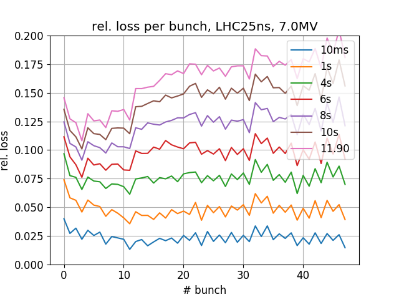 rel. loss per bunch, LHC25ns, 7.0MV
0.200
0.175
0.150
0.125
0.100
0.075
0.050
0.025
0.000
rel. loss
10ms
1s
4s
6s
8s
10s
11.90
0 10 20 30 40
# bunch